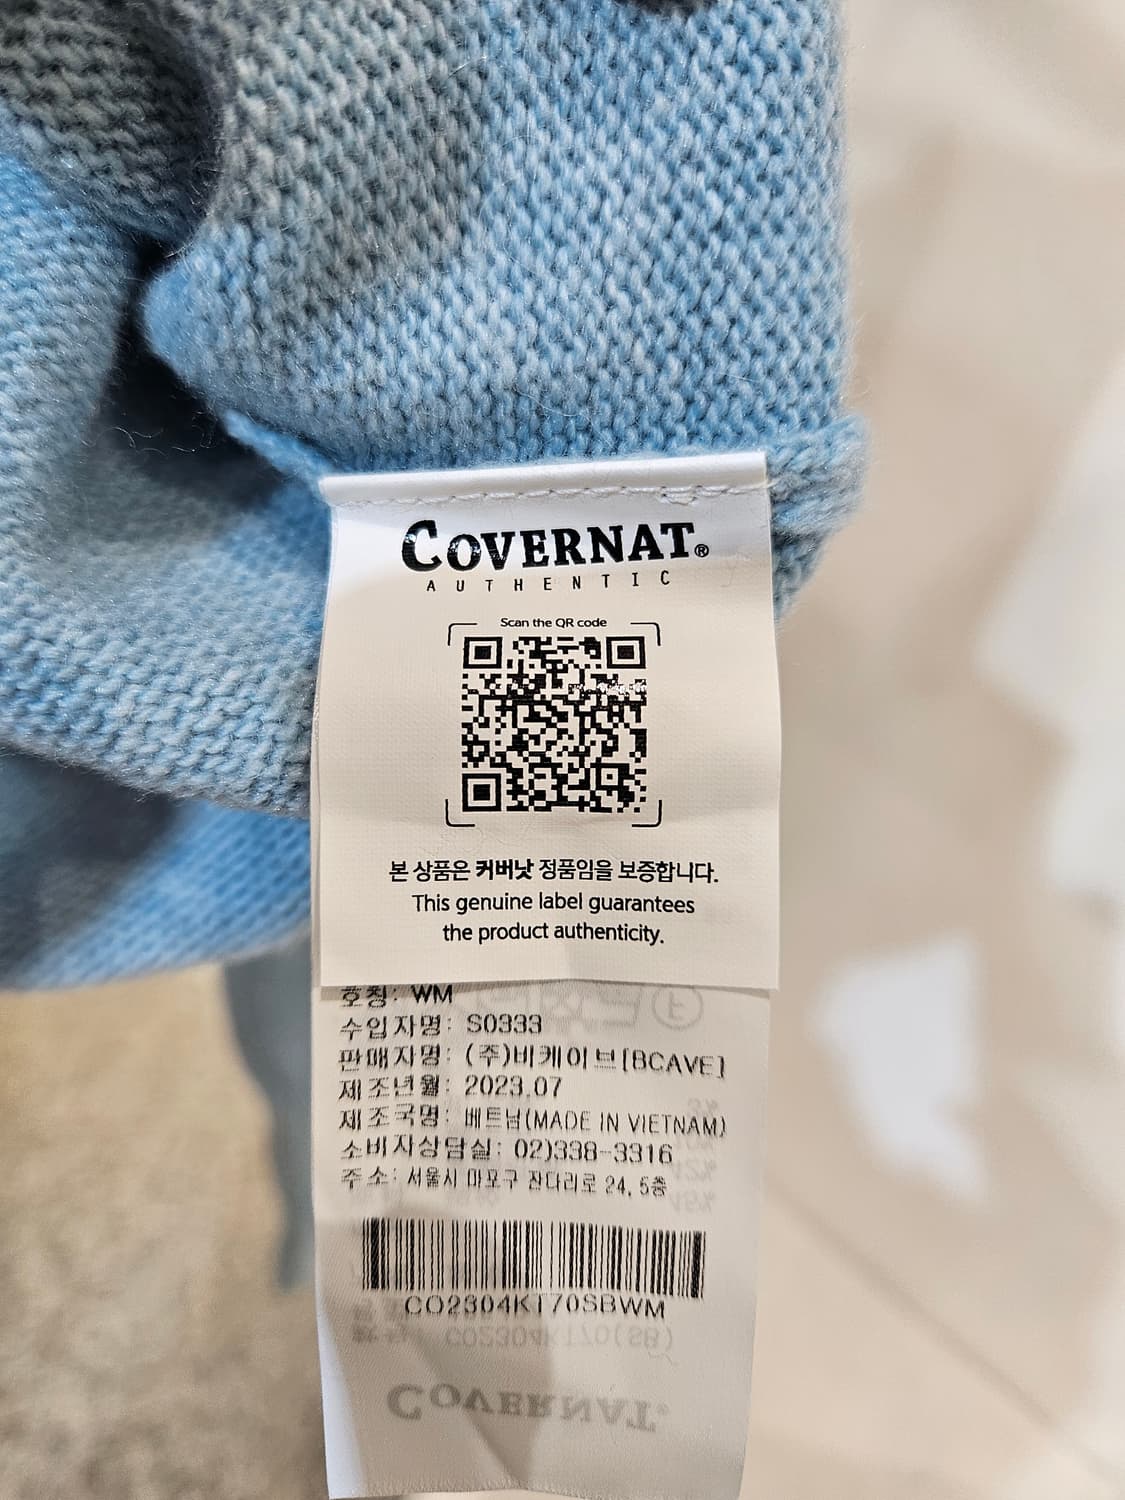 COVERNAT®
AUTHENTIC
Scan the QR code
본 상품은 커버낫 정품임을 보증합니다.
This genuine label guarantees
the product authenticity.
호칭: WM
수입자명: S0333
판매자명: (주)비케이브[BCAVE]
제조년월: 2023.07
제조국명: 베트남(MADE IN VIETNAM)
소비자상담실: 02)338-3316
주소: 서울시 마포구 잔다리로 24, 5층
CO2304KT70SBWM